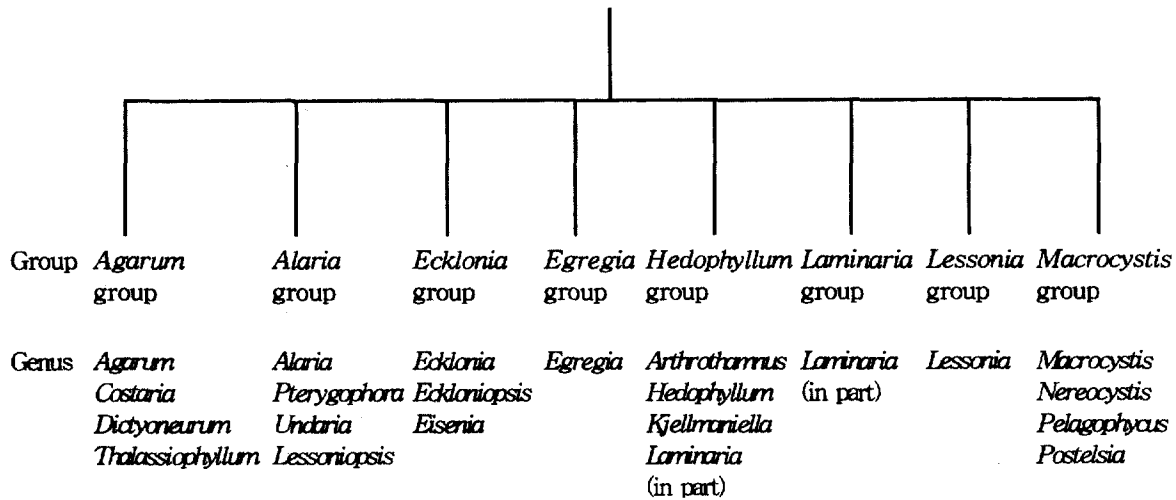 Group Agarum Alaria Ecklonia Egregia Hedophyllum Laminaria Lessonia Macrocystis
group group group group group group group group
Genus Agarum Alaria Ecklonia Egregia Arthrothamnus Laminaria Lessonia Macrocystis
Costaria Pterygophora Eckloniopsis Hedophyllum (in part) Nereocystis
Dictyoneurum Undaria Eisenia Kjellmaniella Pelagophycus
Thalassiophyllum Lessoniopsis Laminaria Postelsia
(in part)